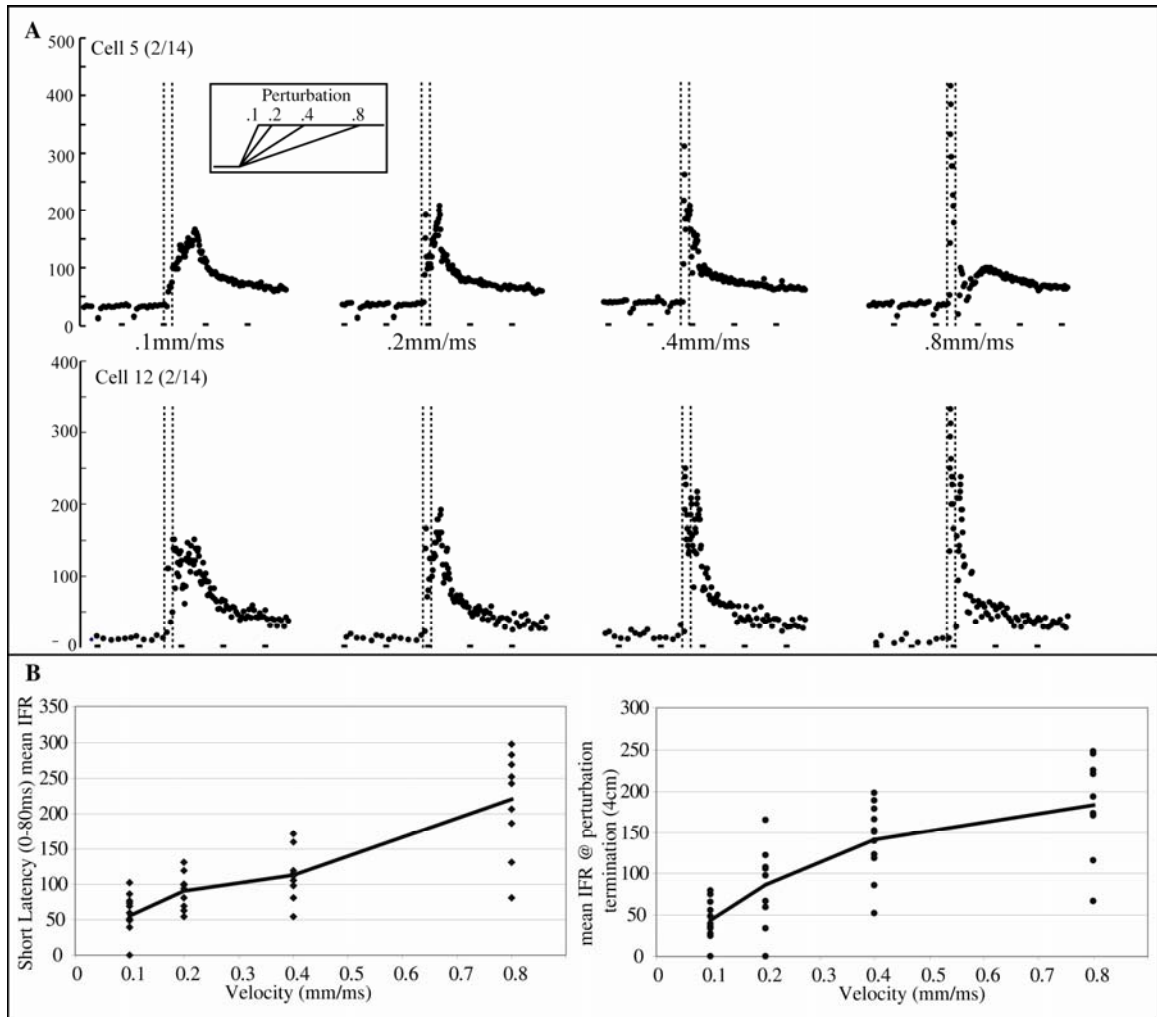 A
Cell 5 (2/14)
500
400
300
200
100
0
Perturbation
.1 .2 .4 .8
.1mm/ms .2mm/ms .4mm/ms .8mm/ms
Cell 12 (2/14)
400
300
200
100
0
B
Short Latency (0-80ms) mean IFR
350
300
250
200
150
100
50
0
0 0.1 0.2 0.3 0.4 0.5 0.6 0.7 0.8
Velocity (mm/ms)
mean IFR @ perturbation
termination (4cm)
300
250
200
150
100
50
0
0 0.1 0.2 0.3 0.4 0.5 0.6 0.7 0.8
Velocity (mm/ms)